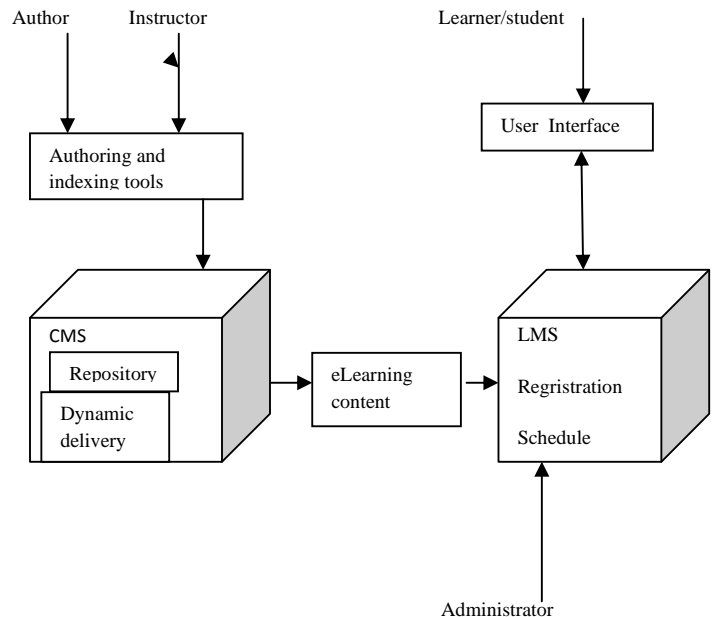 Author
Instructor
Learner/student
User Interface
Authoring and
indexing tools
CMS
Repository
Dynamic
delivery
eLearning
content
LMS
Regristration
Schedule
Administrator